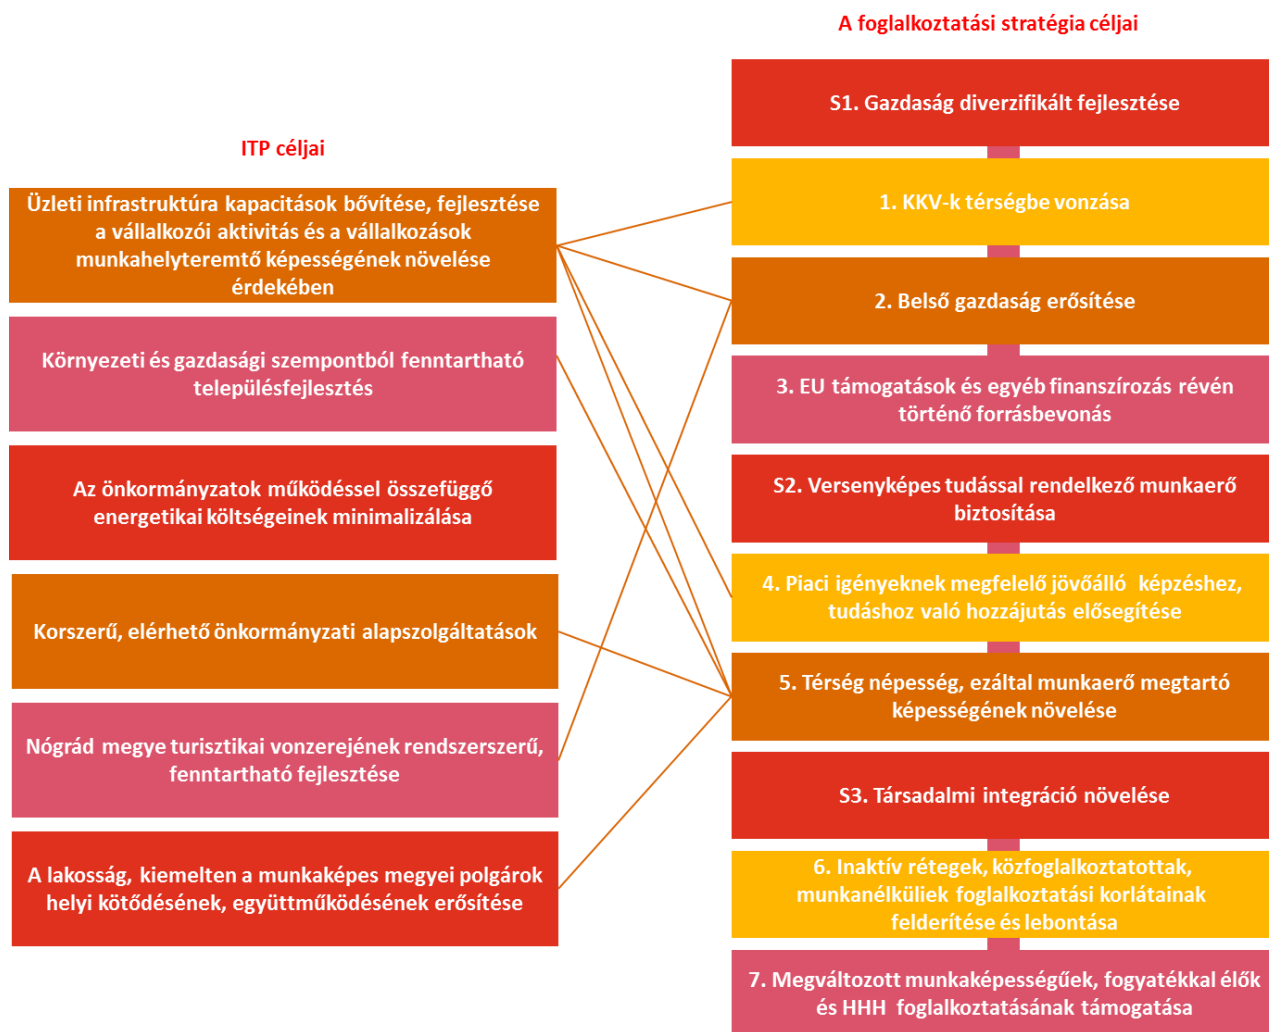 ITP céljai
Üzleti infrastruktúra kapacitások bővítése, fejlesztése
a vállalkozói aktivitás és a vállalkozások
munkahelyteremtő képességének növelése
érdekében
Környezeti és gazdasági szempontból fenntartható
településfejlesztés
Az önkormányzatok működéssel összefüggő
energetikai költségeinek minimalizálása
Korszerű, elérhető önkormányzati alapszolgáltatások
Nógrád megye turisztikai vonzerejének rendszerszerű,
fenntartható fejlesztése
A lakosság, kiemelten a munkaképes megyei polgárok
helyi kötődésének, együttműködésének erősítése
A foglalkoztatási stratégia céljai
S1. Gazdaság diverzifikált fejlesztése
1. KKV-k térségbe vonzása
2. Belső gazdaság erősítése
3. EU támogatások és egyéb finanszírozás révén
történő forrásbevonás
S2. Versenyképes tudással rendelkező munkaerő
biztosítása
4. Piaci igényeknek megfelelő jövőálló képzéshez,
tudáshoz való hozzájutás elősegítése
5. Térség népesség, ezáltal munkaerő megtartó
képességének növelése
S3. Társadalmi integráció növelése
6. Inaktív rétegek, közfoglalkoztatottak,
munkanélküliek foglalkoztatási korlátainak
felderítése és lebontása
7. Megváltozott munkaképességűek, fogyatékkal élők
és HHH foglalkoztatásának támogatása